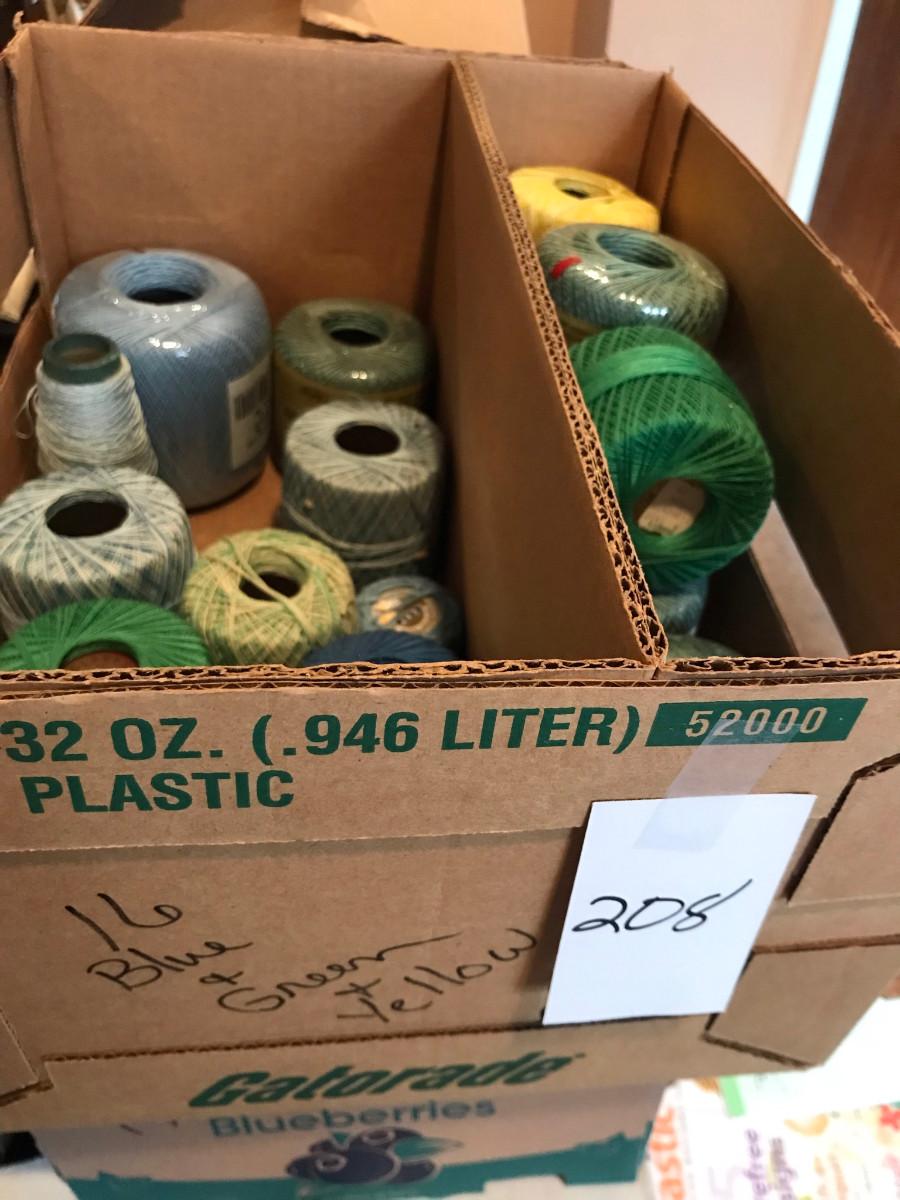 32 OZ. (.946 LITER) 52000
PLASTIC
16
Blue
+
Green
+
Yellow
208
Gatorade
Blueberries